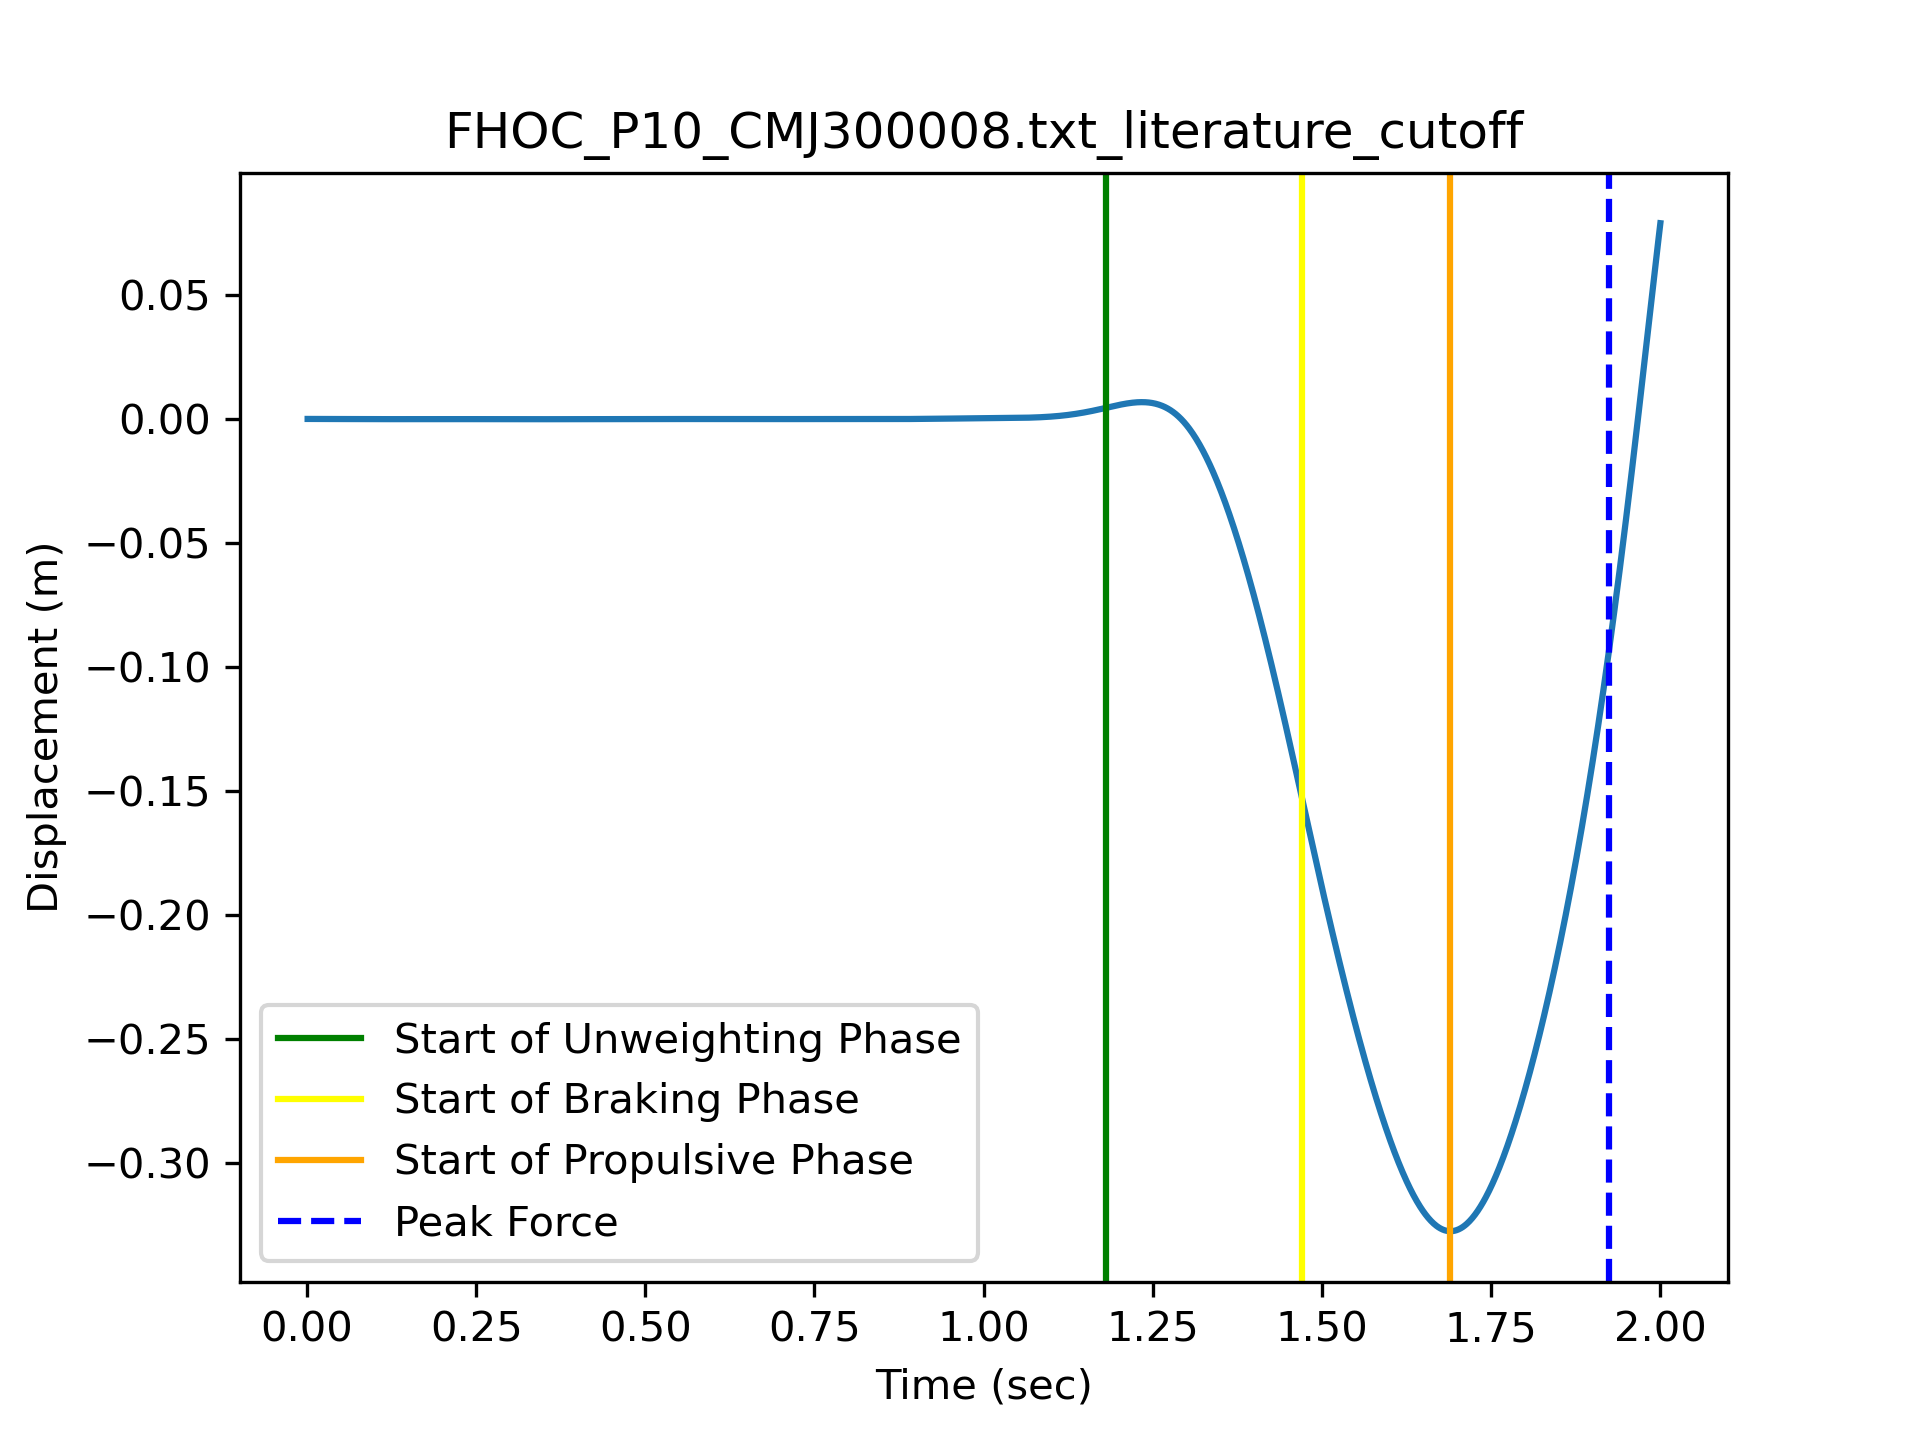 FHOC_P10_CMJ300008.txt_literature_cutoff
Displacement (m)
0.05
0.00
−0.05
−0.10
−0.15
−0.20
−0.25
−0.30
Start of Unweighting Phase
Start of Braking Phase
Start of Propulsive Phase
Peak Force
0.00 0.25 0.50 0.75 1.00 1.25 1.50 1.75 2.00
Time (sec)